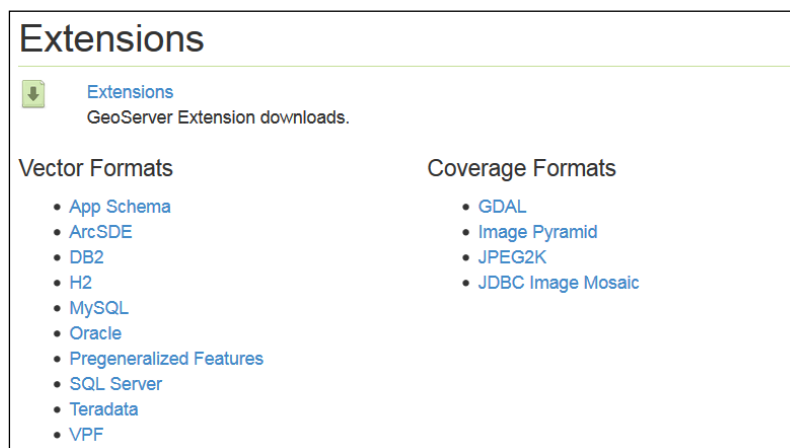 Extensions
Extensions
GeoServer Extension downloads.
Vector Formats
App Schema
ArcSDE
DB2
H2
MySQL
Oracle
Pregeneralized Features
SQL Server
Teradata
VPF
Coverage Formats
GDAL
Image Pyramid
JPEG2K
JDBC Image Mosaic